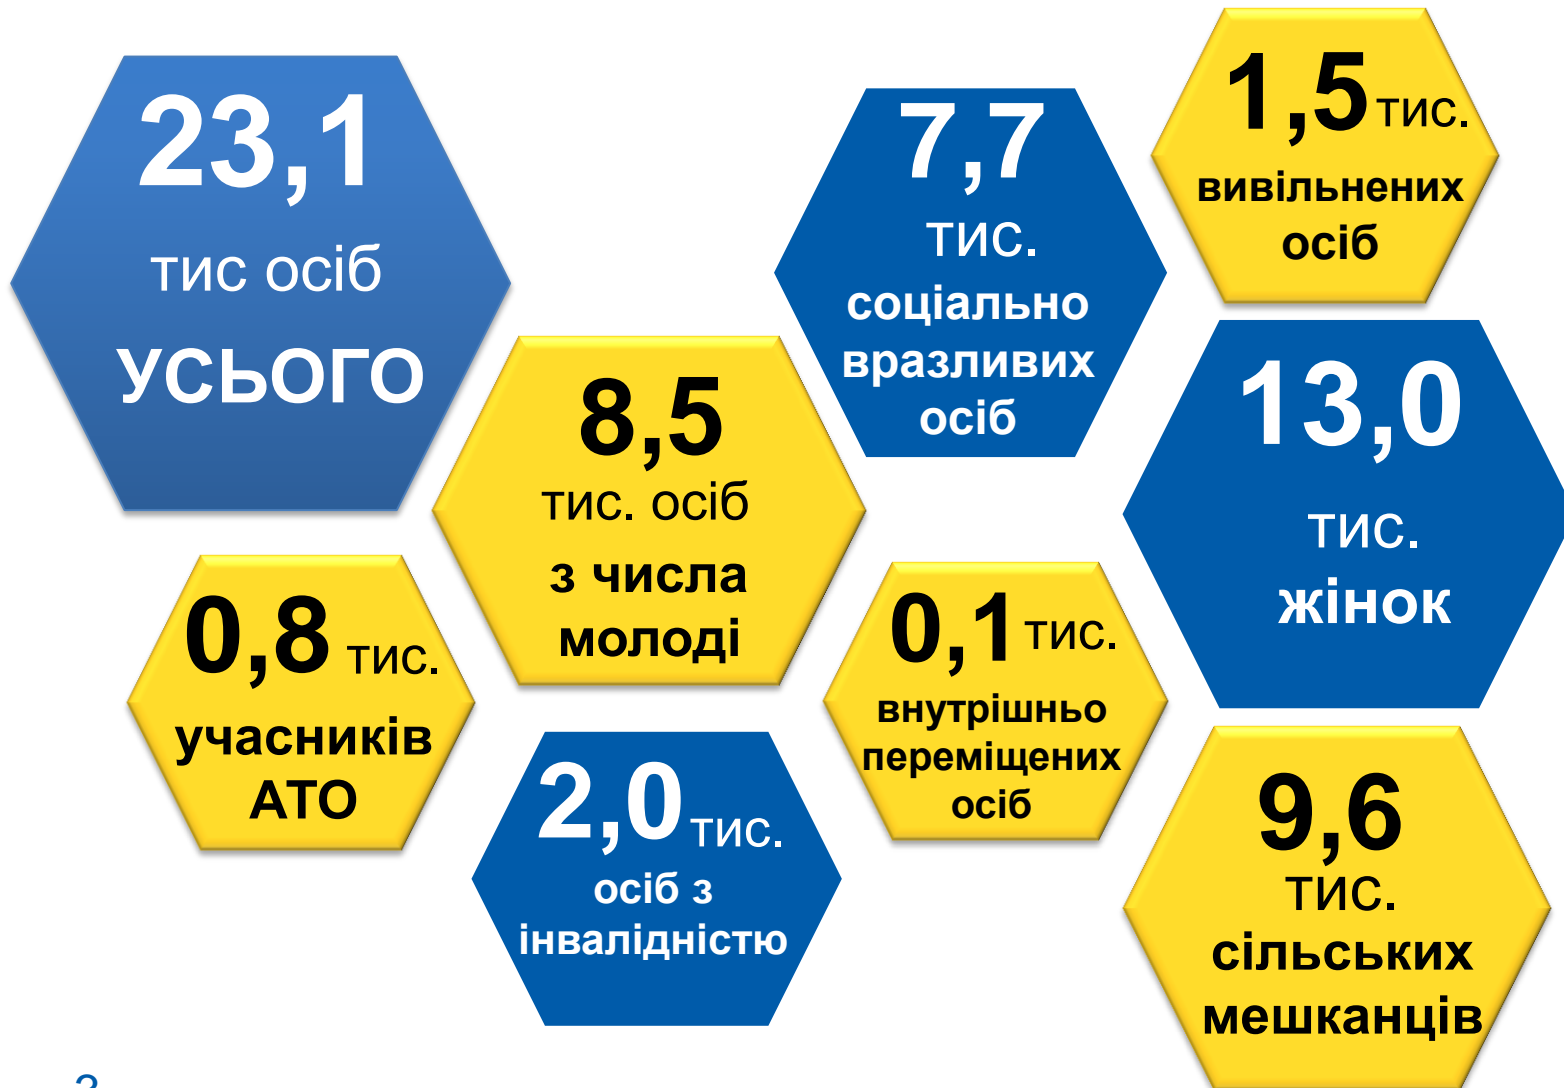 23,1
тис осіб
УСЬОГО
7,7
тис.
соціально
вразливих
осіб
1,5 тис.
вивільнених
осіб
8,5
тис. осіб
з числа
молоді
13,0
тис.
жінок
0,8 тис.
учасників
АТО
0,1 тис.
внутрішньо
переміщених
осіб
2,0 тис.
осіб з
інвалідністю
9,6
тис.
сільських
мешканців